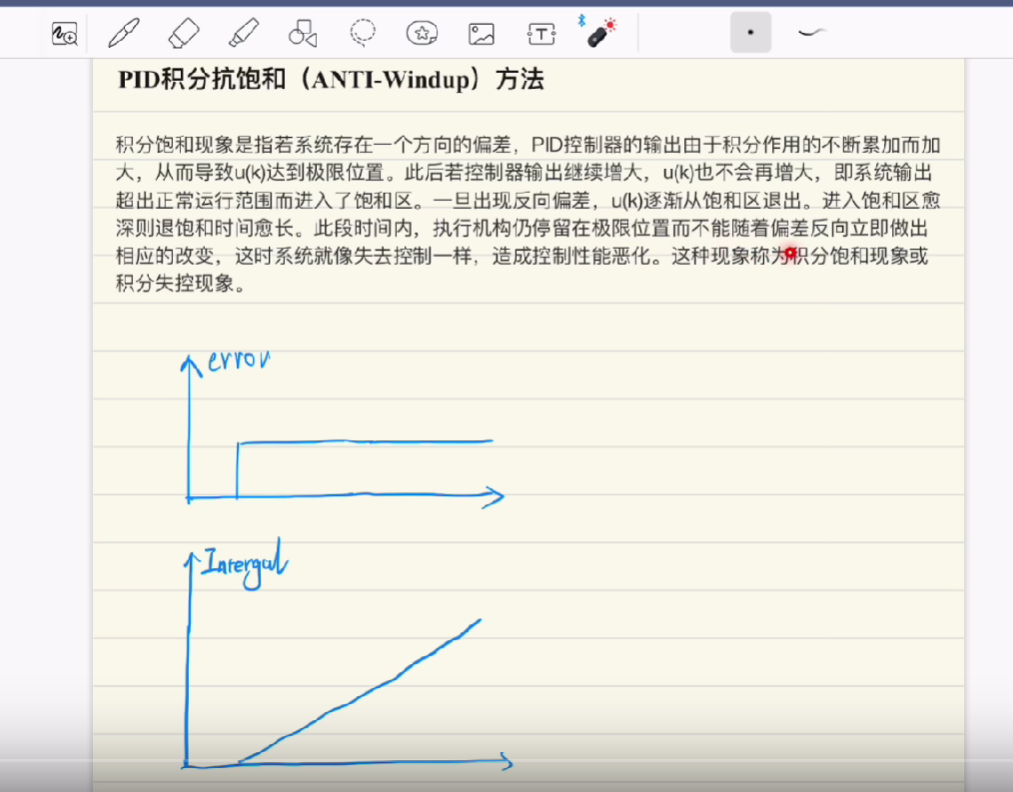 T
PID积分抗饱和（ANTI-Windup）方法
积分饱和现象是指若系统存在一个方向的偏差，PID控制器的输出由于积分作用的不断累加而加
大，从而导致u(k)达到极限位置。此后若控制器输出继续增大，u(k)也不会再增大，即系统输出
超出正常运行范围而进入了饱和区。一旦出现反向偏差，u(k)逐渐从饱和区退出。进入饱和区愈
深则退饱和时间愈长。此段时间内，执行机构仍停留在极限位置而不能随着偏差反向立即做出
相应的改变，这时系统就像失去控制一样，造成控制性能恶化。这种现象称为积分饱和现象或
积分失控现象。
error
Intergal